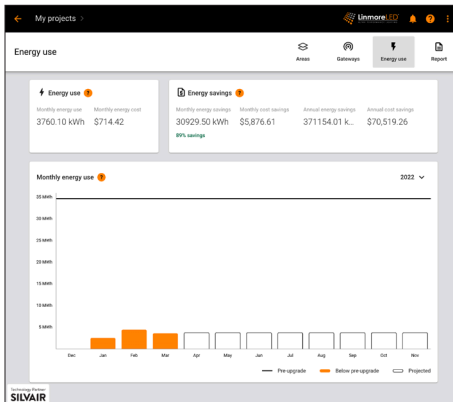 My projects >
LinmoreLED
Energy use
Areas
Gateways
Energy use
Report
Energy use ?
Monthly energy use Monthly energy cost
3760.10 kWh $714.42
Energy savings ?
Monthly energy savings Monthly cost savings Annual energy savings Annual cost savings
30929.50 kWh $5,876.61 371154.01 k... $70,519.26
89% savings
Monthly energy use ?
2022
35 MWh
30 MWh
25 MWh
20 MWh
15 MWh
10 MWh
5 MWh
Dec Jan Feb Mar Apr May Jun Jul Aug Sep Oct Nov
Pre-upgrade Below pre-upgrade Projected
Technology Partner
SILVAIR